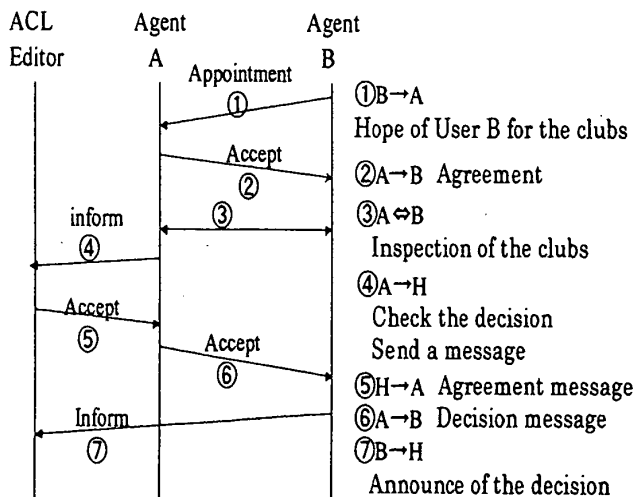 ACL Agent Agent
Editor A B
Appointment
①
①B→A
Hope of User B for the clubs
Accept
②
②A→B Agreement
③
③A⇔B
Inspection of the clubs
inform
④
④A→H
Check the decision
Send a message
Accept
⑤
Accept
⑥
⑤H→A Agreement message
⑥A→B Decision message
Inform
⑦
⑦B→H
Announce of the decision